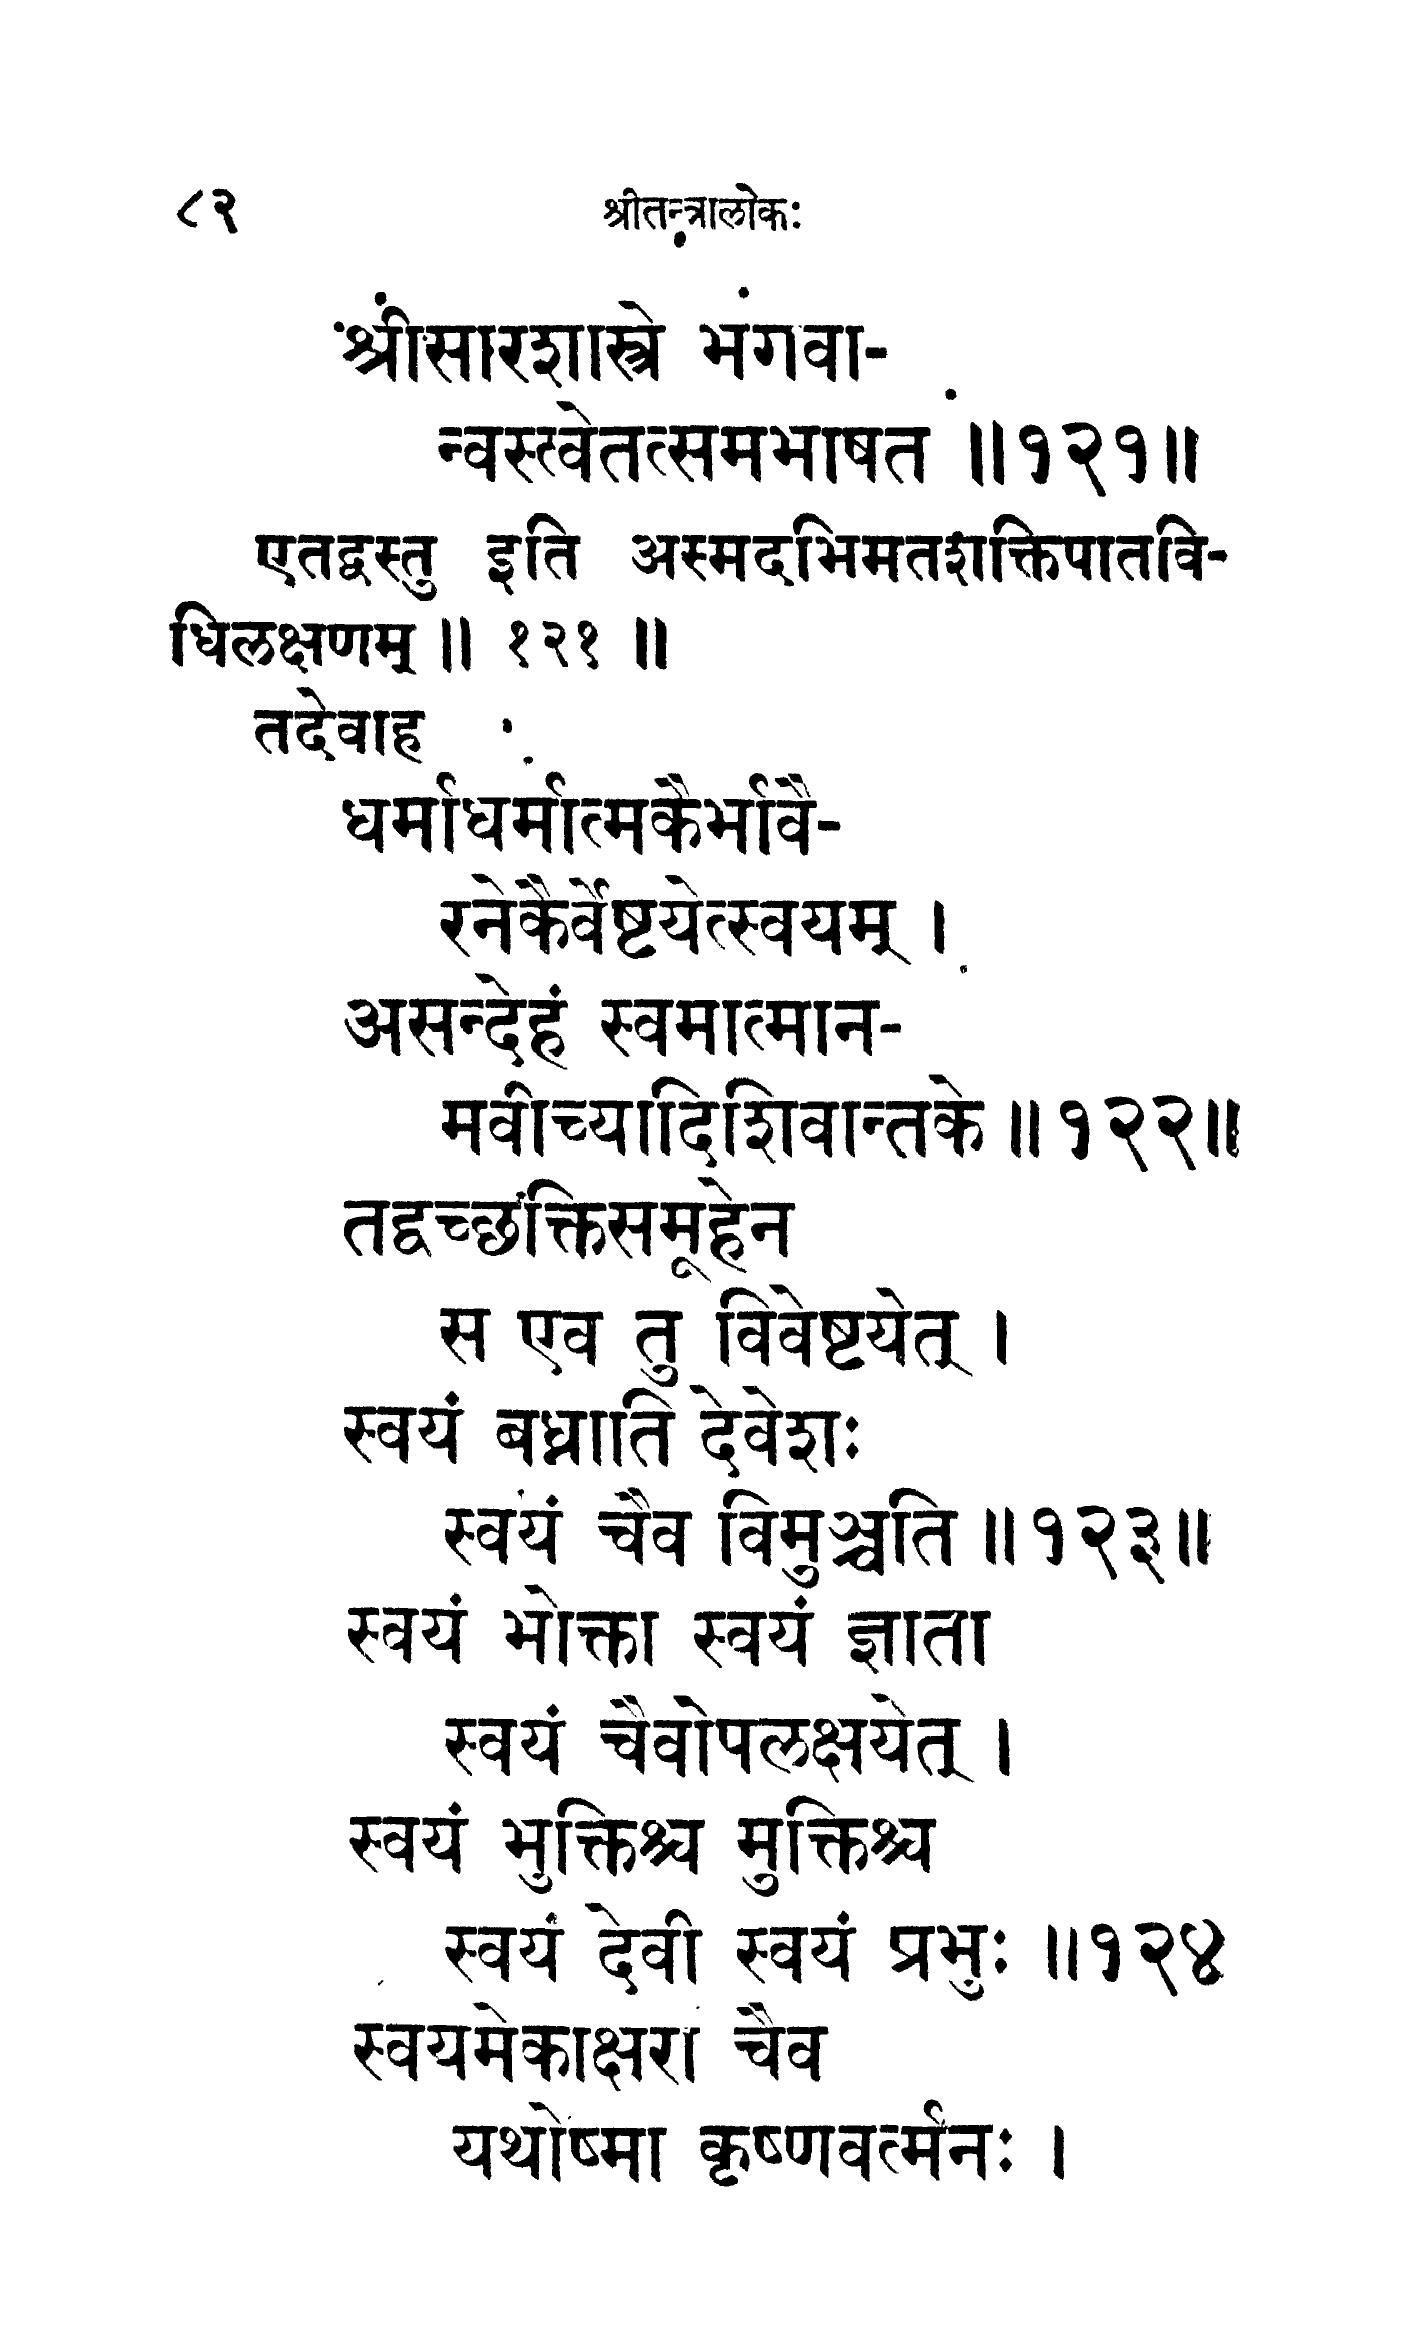 ८२ श्रीतन्त्रालोकः
श्रीसारशास्त्रे भगवा-
न्वस्त्वेतत्समभाषत ॥१२१॥
एतद्वस्तु इति अस्मदभिमतशक्तिपातवि-
धिलक्षणम् ॥ १२१ ॥
तदेवाह
धर्माधर्मात्मकैर्भावै-
रनेकैर्वेष्टयेत्स्वयम् ।
असन्देहं स्वमात्मान-
मवीच्यादिशिवान्तके ॥१२२॥
तद्वच्छक्तिसमूहेन
स एव तु विवेष्टयेत् ।
स्वयं बध्नाति देवेशः
स्वयं चैव विमुञ्चति ॥१२३॥
स्वयं भोक्ता स्वयं ज्ञाता
स्वयं चैवोपलक्षयेत् ।
स्वयं भुक्तिश्च मुक्तिश्च
स्वयं देवी स्वयं प्रभुः ॥१२४
स्वयमेकाक्षरा चैव
यथोष्मा कृष्णवर्त्मनः ।